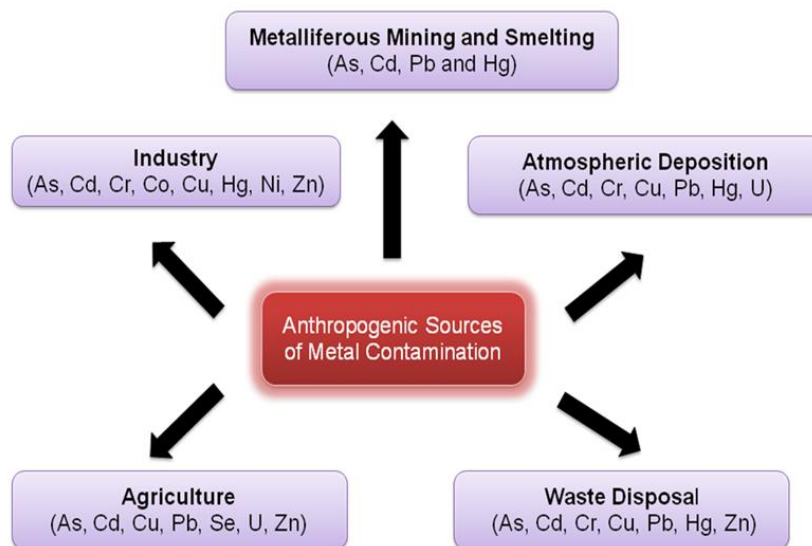 Metalliferous Mining and Smelting
(As, Cd, Pb and Hg)
Industry
(As, Cd, Cr, Co, Cu, Hg, Ni, Zn)
Atmospheric Deposition
(As, Cd, Cr, Cu, Pb, Hg, U)
Anthropogenic Sources
of Metal Contamination
Agriculture
(As, Cd, Cu, Pb, Se, U, Zn)
Waste Disposal
(As, Cd, Cr, Cu, Pb, Hg, Zn)